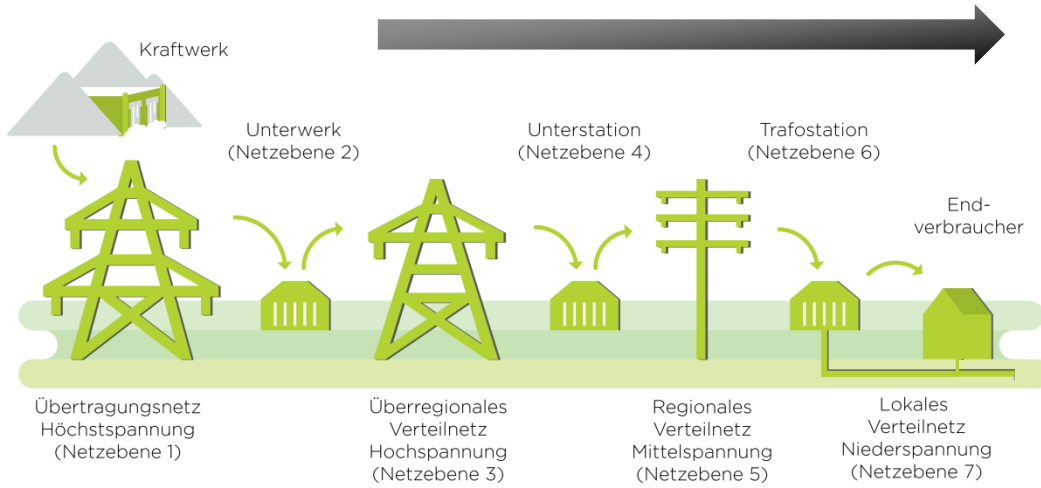 Kraftwerk
Unterwerk
(Netzebene 2)
Unterstation
(Netzebene 4)
Trafostation
(Netzebene 6)
End-
verbraucher
Übertragungsnetz
Höchstspannung
(Netzebene 1)
Überregionales
Verteilnetz
Hochspannung
(Netzebene 3)
Regionales
Verteilnetz
Mittelspannung
(Netzebene 5)
Lokales
Verteilnetz
Niederspannung
(Netzebene 7)